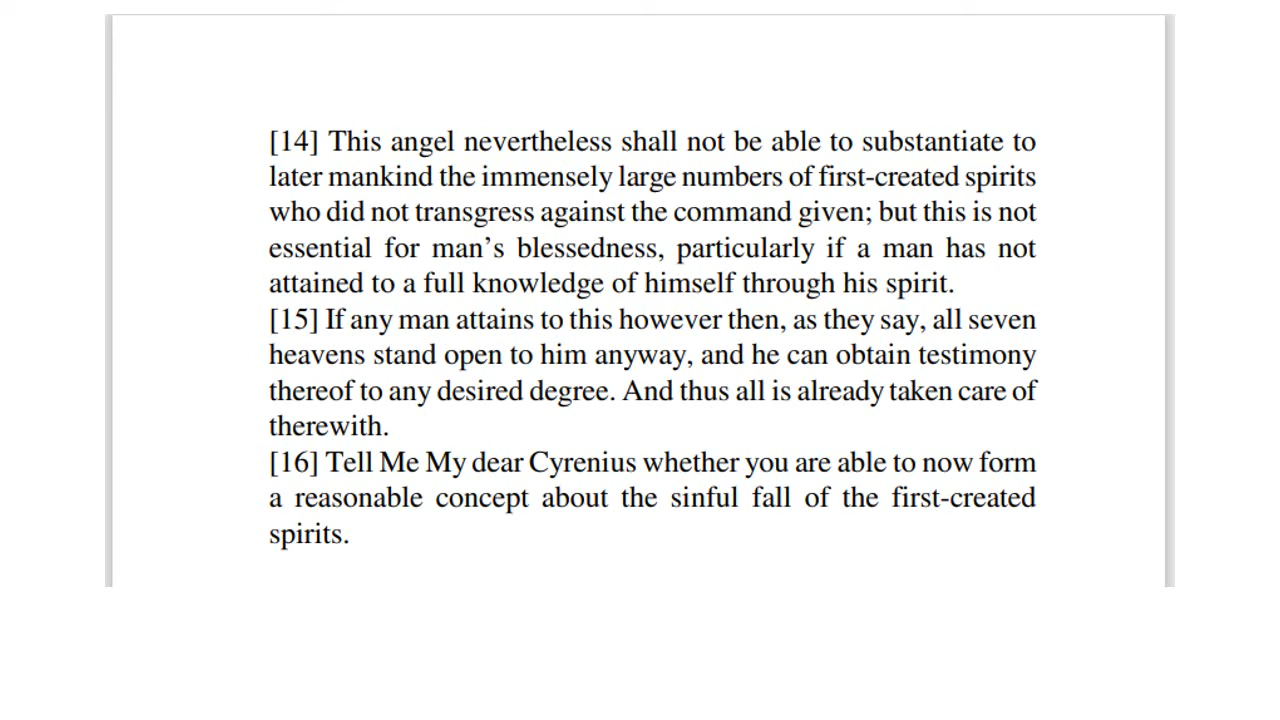 [14] This angel nevertheless shall not be able to substantiate to
later mankind the immensely large numbers of first-created spirits
who did not transgress against the command given; but this is not
essential for man’s blessedness, particularly if a man has not
attained to a full knowledge of himself through his spirit.
[15] If any man attains to this however then, as they say, all seven
heavens stand open to him anyway, and he can obtain testimony
thereof to any desired degree. And thus all is already taken care of
therewith.
[16] Tell Me My dear Cyrenius whether you are able to now form
a reasonable concept about the sinful fall of the first-created
spirits.